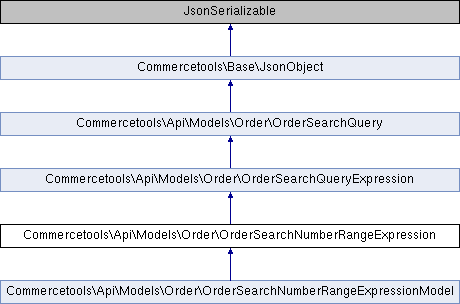 JsonSerializable
Commercetools\Base\JsonObject
Commercetools\Api\Models\Order\OrderSearchQuery
Commercetools\Api\Models\Order\OrderSearchQueryExpression
Commercetools\Api\Models\Order\OrderSearchNumberRangeExpression
Commercetools\Api\Models\Order\OrderSearchNumberRangeExpressionModel